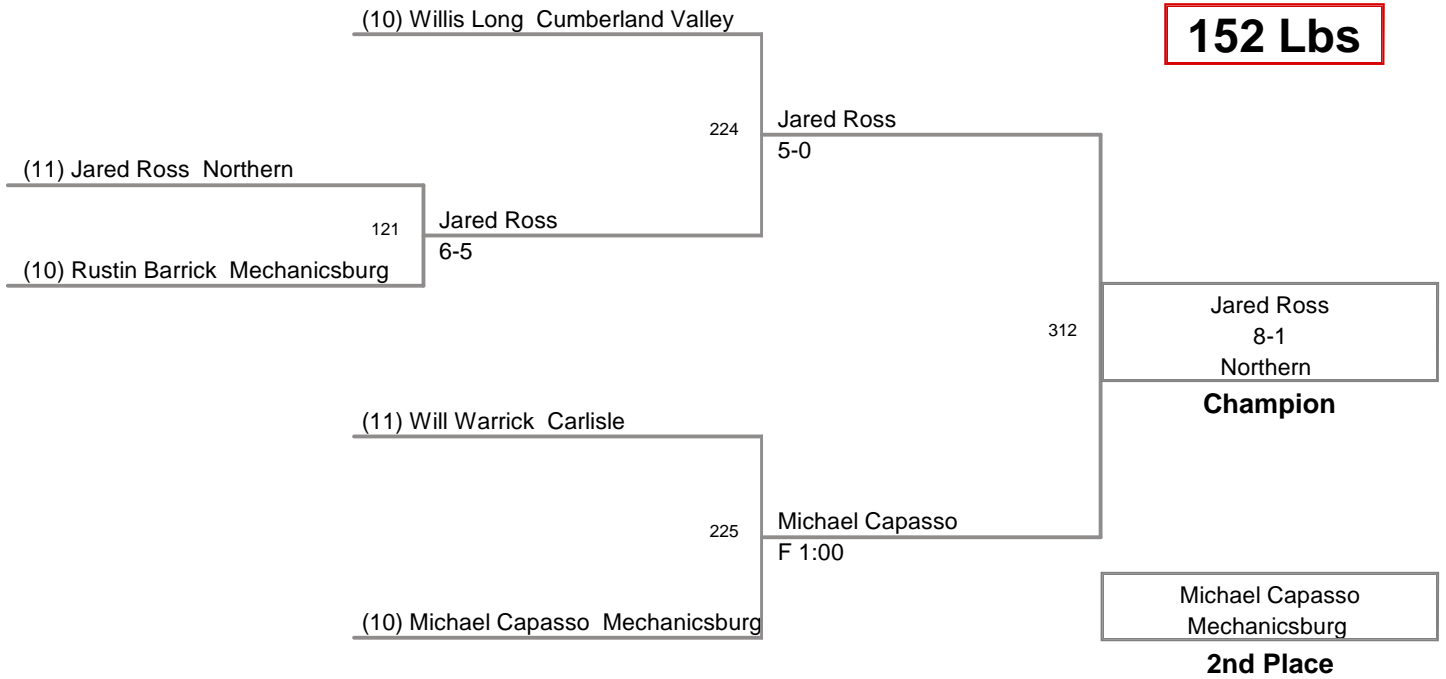 (10) Willis Long  Cumberland Valley
152 Lbs
224
Jared Ross
5-0
(11) Jared Ross  Northern
121
Jared Ross
6-5
(10) Rustin Barrick  Mechanicsburg
312
Jared Ross
8-1
Northern
Champion
(11) Will Warrick  Carlisle
225
Michael Capasso
F 1:00
(10) Michael Capasso  Mechanicsburg
Michael Capasso
Mechanicsburg
2nd Place